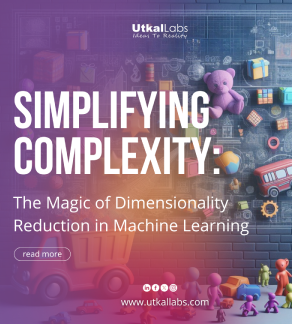 UtkalLabs
Ideas To Reality
SIMPLIFYING
COMPLEXITY:
The Magic of Dimensionality
Reduction in Machine Learning
read more
www.utkallabs.com